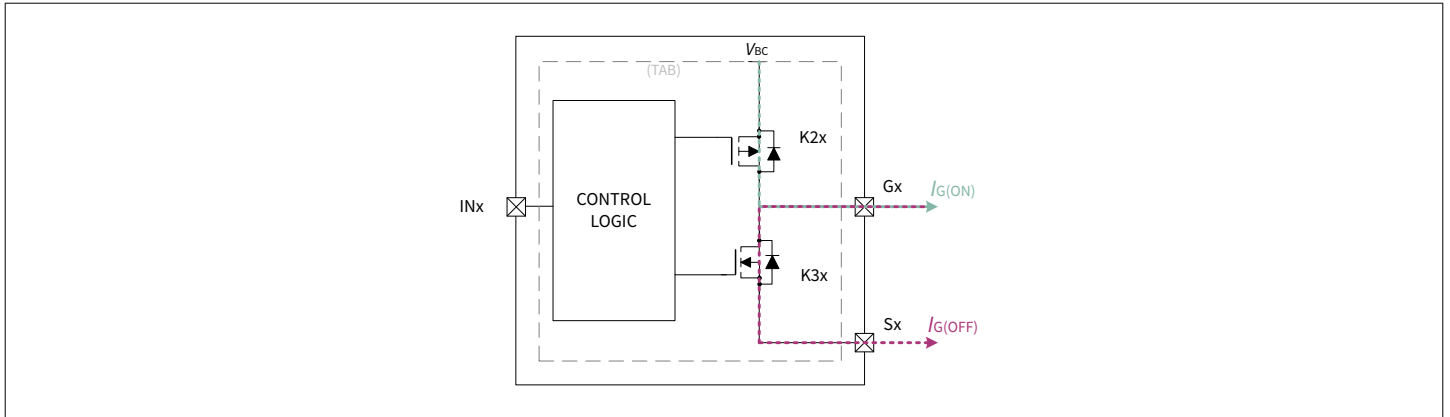 VBC
(TAB)
K2x
CONTROL
LOGIC
INx
Gx
IG(ON)
K3x
Sx
IG(OFF)